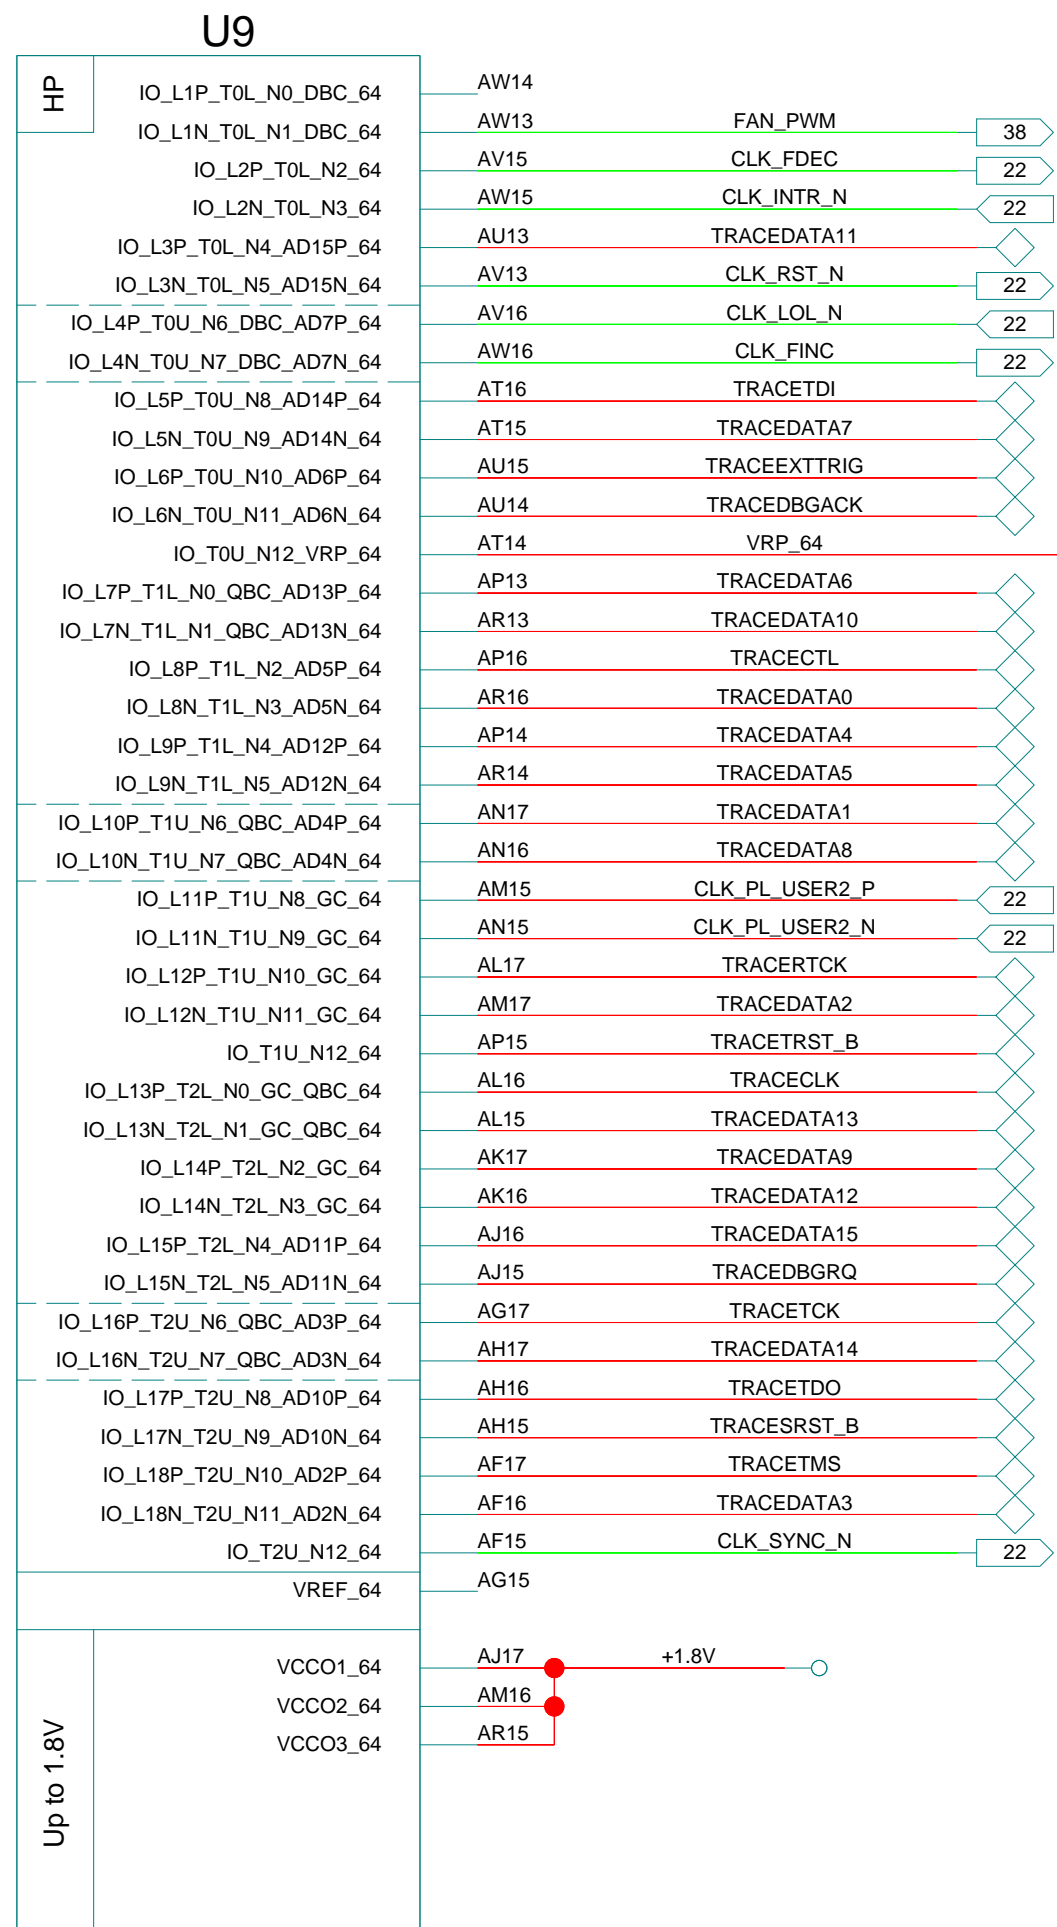 U9
HP
IO_L1P_T0L_N0_DBC_64 AW14
IO_L1N_T0L_N1_DBC_64 AW13 FAN_PWM 38
IO_L2P_T0L_N2_64 AV15 CLK_FDEC 22
IO_L2N_T0L_N3_64 AW15 CLK_INTR_N 22
IO_L3P_T0L_N4_AD15P_64 AU13 TRACEDATA11
IO_L3N_T0L_N5_AD15N_64 AV13 CLK_RST_N 22
IO_L4P_T0U_N6_DBC_AD7P_64 AV16 CLK_LOL_N 22
IO_L4N_T0U_N7_DBC_AD7N_64 AW16 CLK_FINC 22
IO_L5P_T0U_N8_AD14P_64 AT16 TRACETDI
IO_L5N_T0U_N9_AD14N_64 AT15 TRACEDATA7
IO_L6P_T0U_N10_AD6P_64 AU15 TRACEEXTTRIG
IO_L6N_T0U_N11_AD6N_64 AU14 TRACEDBGACK
IO_T0U_N12_VRP_64 AT14 VRP_64
IO_L7P_T1L_N0_QBC_AD13P_64 AP13 TRACEDATA6
IO_L7N_T1L_N1_QBC_AD13N_64 AR13 TRACEDATA10
IO_L8P_T1L_N2_AD5P_64 AP16 TRACECTL
IO_L8N_T1L_N3_AD5N_64 AR16 TRACEDATA0
IO_L9P_T1L_N4_AD12P_64 AP14 TRACEDATA4
IO_L9N_T1L_N5_AD12N_64 AR14 TRACEDATA5
IO_L10P_T1U_N6_QBC_AD4P_64 AN17 TRACEDATA1
IO_L10N_T1U_N7_QBC_AD4N_64 AN16 TRACEDATA8
IO_L11P_T1U_N8_GC_64 AM15 CLK_PL_USER2_P 22
IO_L11N_T1U_N9_GC_64 AN15 CLK_PL_USER2_N 22
IO_L12P_T1U_N10_GC_64 AL17 TRACERTCK
IO_L12N_T1U_N11_GC_64 AM17 TRACEDATA2
IO_T1U_N12_64 AP15 TRACETRST_B
IO_L13P_T2L_N0_GC_QBC_64 AL16 TRACECLK
IO_L13N_T2L_N1_GC_QBC_64 AL15 TRACEDATA13
IO_L14P_T2L_N2_GC_64 AK17 TRACEDATA9
IO_L14N_T2L_N3_GC_64 AK16 TRACEDATA12
IO_L15P_T2L_N4_AD11P_64 AJ16 TRACEDATA15
IO_L15N_T2L_N5_AD11N_64 AJ15 TRACEDBGRQ
IO_L16P_T2U_N6_QBC_AD3P_64 AG17 TRACETCK
IO_L16N_T2U_N7_QBC_AD3N_64 AH17 TRACEDATA14
IO_L17P_T2U_N8_AD10P_64 AH16 TRACETDO
IO_L17N_T2U_N9_AD10N_64 AH15 TRACESRST_B
IO_L18P_T2U_N10_AD2P_64 AF17 TRACETMS
IO_L18N_T2U_N11_AD2N_64 AF16 TRACEDATA3
IO_T2U_N12_64 AF15 CLK_SYNC_N 22
VREF_64 AG15
VCCO1_64 AJ17 +1.8V
VCCO2_64 AM16
VCCO3_64 AR15
Up to 1.8V